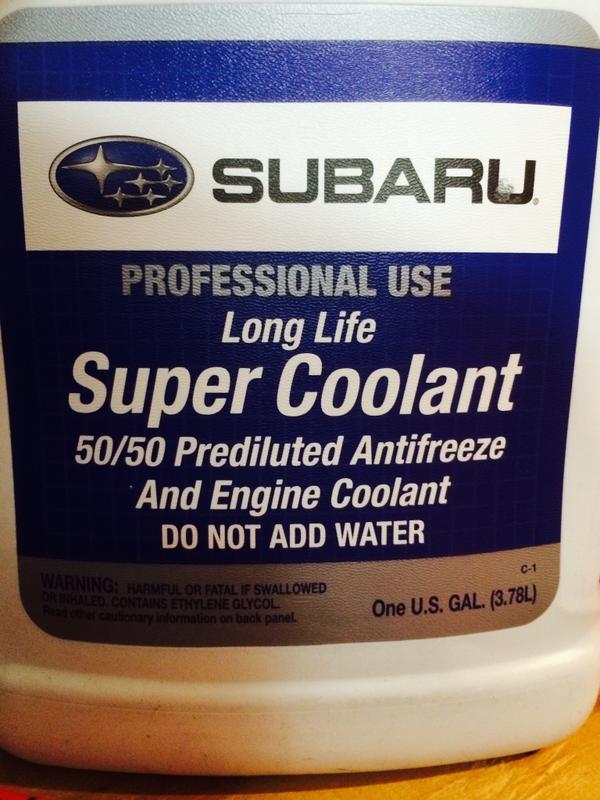 SUBARU®
PROFESSIONAL USE
Long Life
Super Coolant
50/50 Prediluted Antifreeze
And Engine Coolant
DO NOT ADD WATER
C-1
WARNING: HARMFUL OR FATAL IF SWALLOWED
OR INHALED. CONTAINS ETHYLENE GLYCOL.
Read other cautionary information on back panel.
One U.S. GAL. (3.78L)